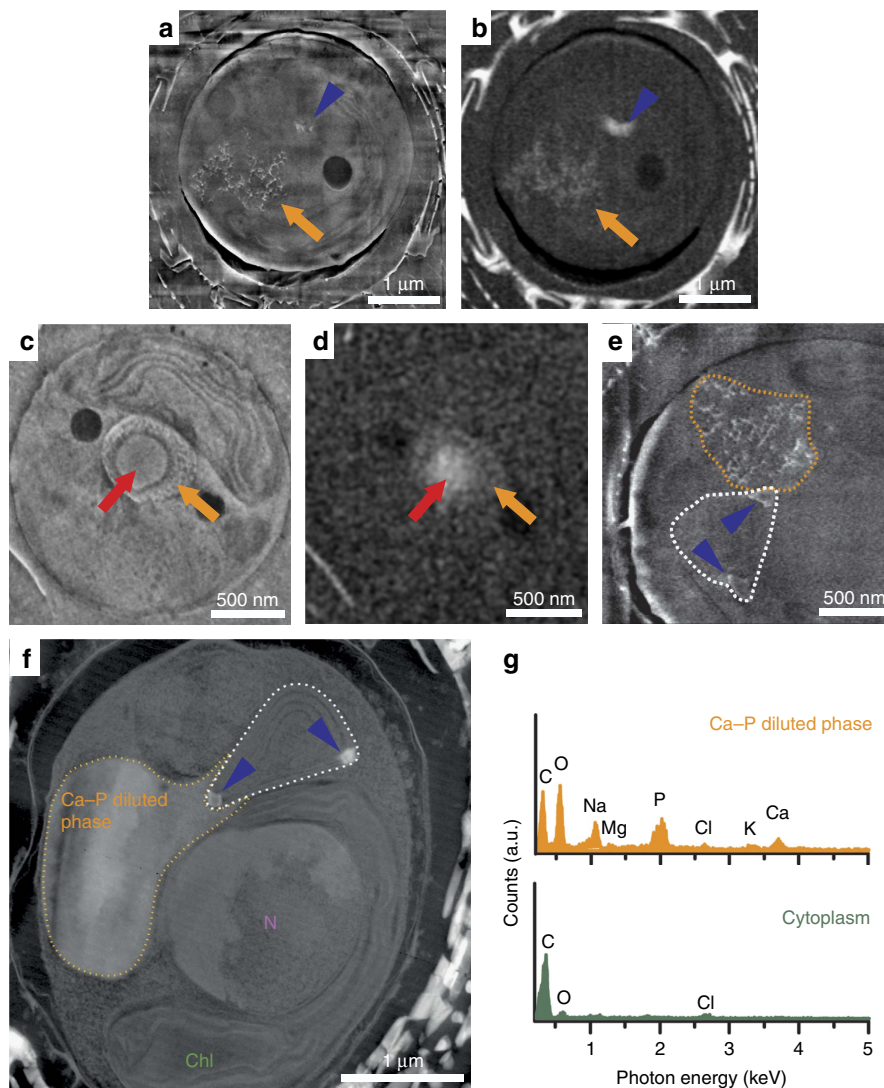 a
b
1 μm
1 μm
c
d
e
500 nm
500 nm
500 nm
f
Ca–P diluted
phase
N
Chl
1 μm
g
Ca–P diluted phase
C
O
Na
Mg
P
Cl
K
Ca
Counts (a.u.)
Cytoplasm
C
O
Cl
1
2
3
4
5
Photon energy (keV)